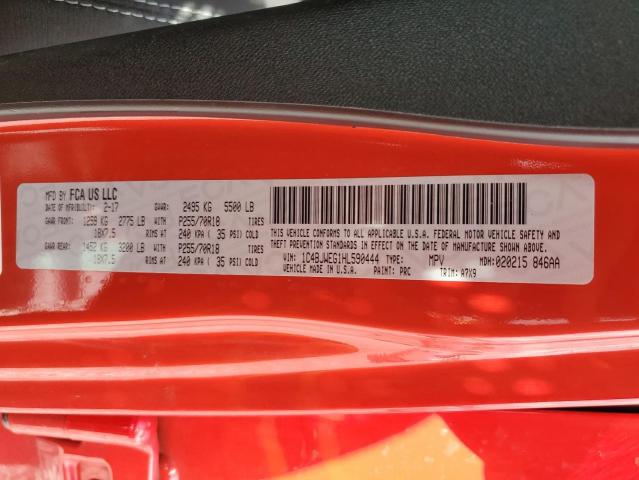 MFD BY FCA US LLC
DATE OF MFR(BUILT): 2-17 GVWR: 2495 KG 5500 LB
GAWR FRONT: 1259 KG 2775 LB WITH P255/70R18 TIRES
18X7.5 RIMS AT 240 KPA ( 35 PSI) COLD
GAWR REAR: 1452 KG 3200 LB WITH P255/70R18 TIRES
18X7.5 RIMS AT 240 KPA ( 35 PSI) COLD
THIS VEHICLE CONFORMS TO ALL APPLICABLE U.S.A. FEDERAL MOTOR VEHICLE SAFETY AND
THEFT PREVENTION STANDARDS IN EFFECT ON THE DATE OF MANUFACTURE SHOWN ABOVE.
VIN: 1C4BJWEG1HL590444 TYPE: MPV MDH: 020215 846AA
VEHICLE MADE IN U.S.A. PAINT: PRC TRIM: A7X9